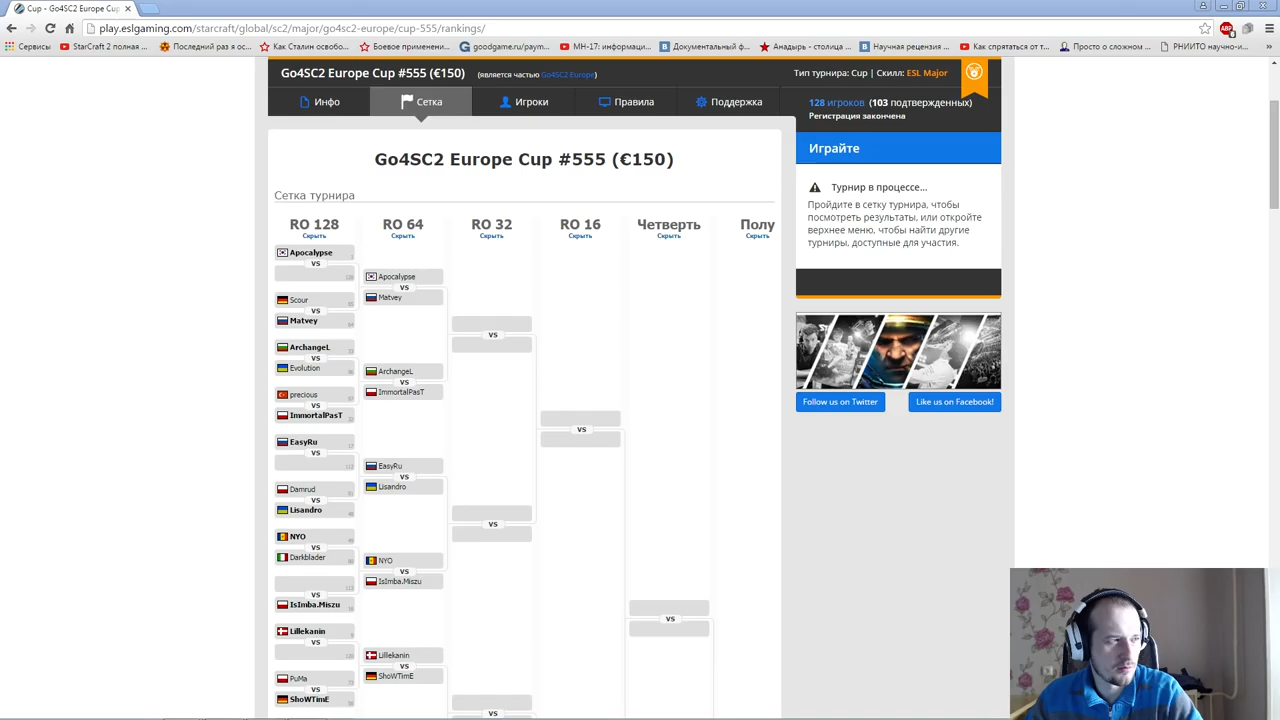 Cup - Go4SC2 Europe Cup
play.eslgaming.com/starcraft/global/sc2/major/go4sc2-europe/cup-555/rankings/
Сервисы
StarCraft 2 полная ...
Последний раз я ос...
Как Сталин освобо...
Боевое применени...
goodgame.ru/paym...
МН-17: информаци...
Документальный ф...
Анадырь - столица ...
Научная рецензия ...
Как спрятаться от т...
Просто о сложном ...
РНИИТО научно-и...
Go4SC2 Europe Cup #555 (€150) (является частью Go4SC2 Europe)
Тип турнира: Cup | Скилл: ESL Major
Инфо
Сетка
Игроки
Правила
Поддержка
128 игроков (103 подтвержденных)
Регистрация закончена
Играйте
Турнир в процессе...
Пройдите в сетку турнира, чтобы
посмотреть результаты, или откройте
верхнее меню, чтобы найти другие
турниры, доступные для участия.
Follow us on Twitter
Like us on Facebook!
Go4SC2 Europe Cup #555 (€150)
Сетка турнира
RO 128
RO 64
RO 32
RO 16
Четверть
Полу
Скрыть
Скрыть
Скрыть
Скрыть
Скрыть
Скрыть
Apocalypse
VS
Scour
VS
Matvey
ArchangeL
VS
Evolution
precious
VS
ImmortalPasT
EasyRu
VS
Damrud
VS
Lisandro
NYO
VS
Darkblader
VS
IsImba.Miszu
Lillekanin
VS
PuMa
VS
ShoWTimE
Apocalypse
VS
Matvey
ArchangeL
VS
ImmortalPasT
EasyRu
VS
Lisandro
NYO
VS
IsImba.Miszu
Lillekanin
VS
ShoWTimE
VS
VS
VS
VS
VS